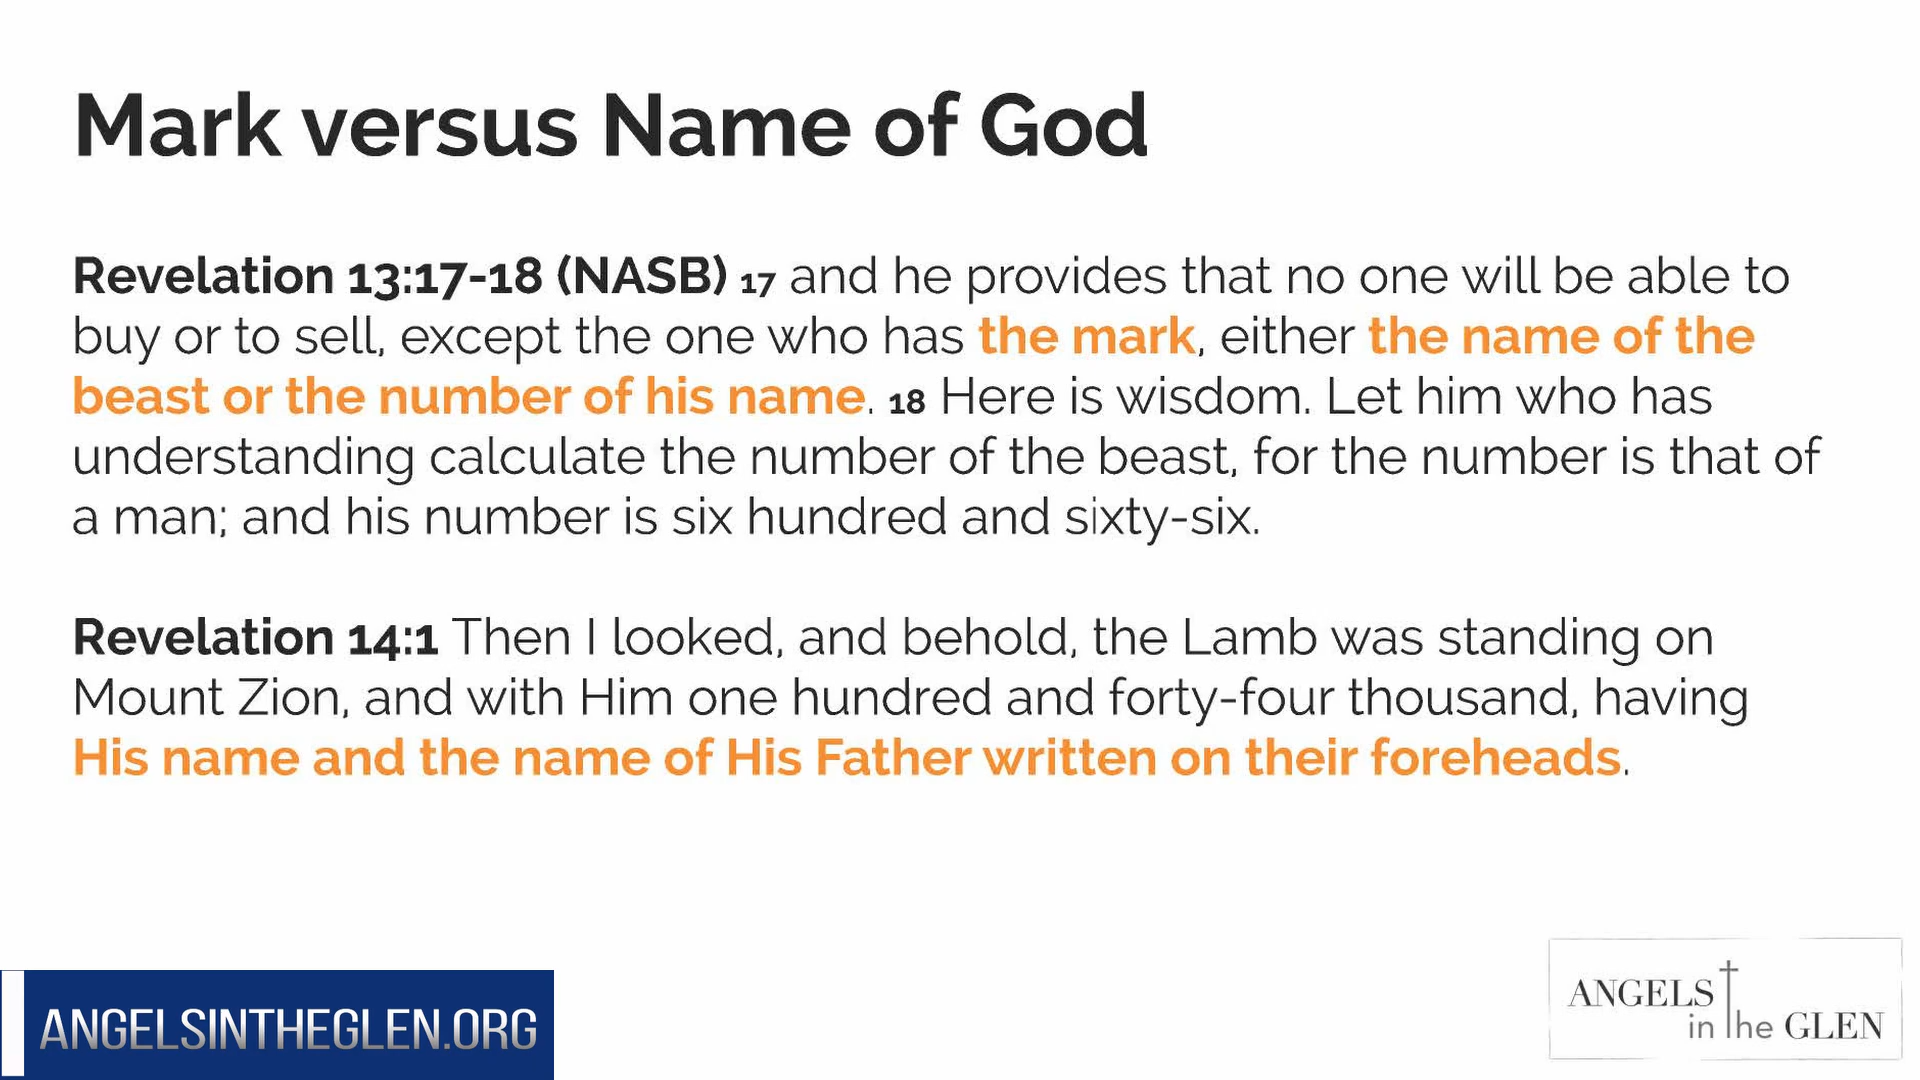 Mark versus Name of God
Revelation 13:17-18 (NASB) 17 and he provides that no one will be able to
buy or to sell, except the one who has the mark, either the name of the
beast or the number of his name. 18 Here is wisdom. Let him who has
understanding calculate the number of the beast, for the number is that of
a man; and his number is six hundred and sixty-six.
Revelation 14:1 Then I looked, and behold, the Lamb was standing on
Mount Zion, and with Him one hundred and forty-four thousand, having
His name and the name of His Father written on their foreheads.
ANGELSINTHEGLEN.ORG
ANGELS
in the GLEN